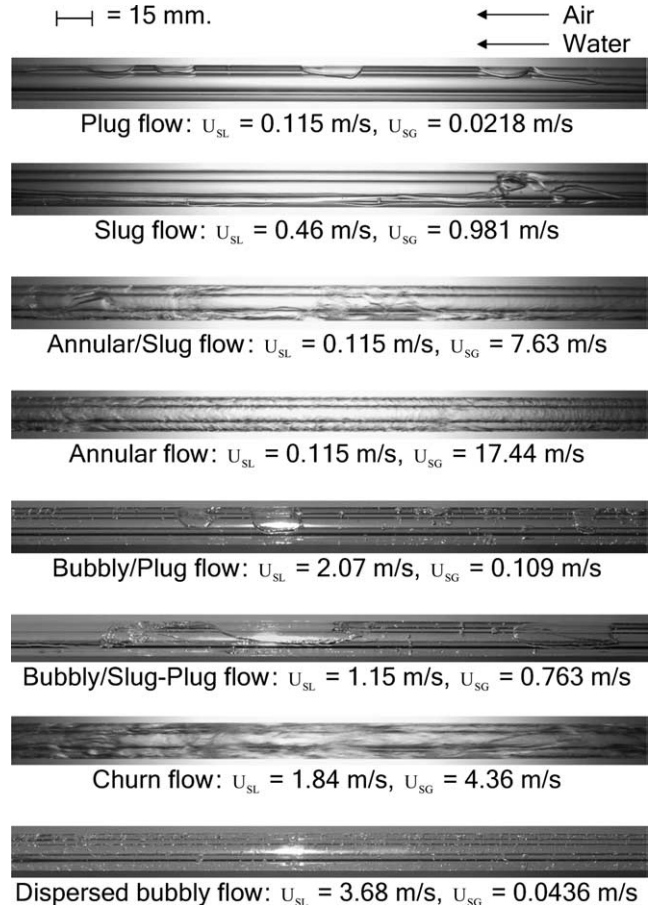 = 15 mm.
Air
Water
Plug flow: U_SL = 0.115 m/s, U_SG = 0.0218 m/s
Slug flow: U_SL = 0.46 m/s, U_SG = 0.981 m/s
Annular/Slug flow: U_SL = 0.115 m/s, U_SG = 7.63 m/s
Annular flow: U_SL = 0.115 m/s, U_SG = 17.44 m/s
Bubbly/Plug flow: U_SL = 2.07 m/s, U_SG = 0.109 m/s
Bubbly/Slug-Plug flow: U_SL = 1.15 m/s, U_SG = 0.763 m/s
Churn flow: U_SL = 1.84 m/s, U_SG = 4.36 m/s
Dispersed bubbly flow: U_SL = 3.68 m/s, U_SG = 0.0436 m/s